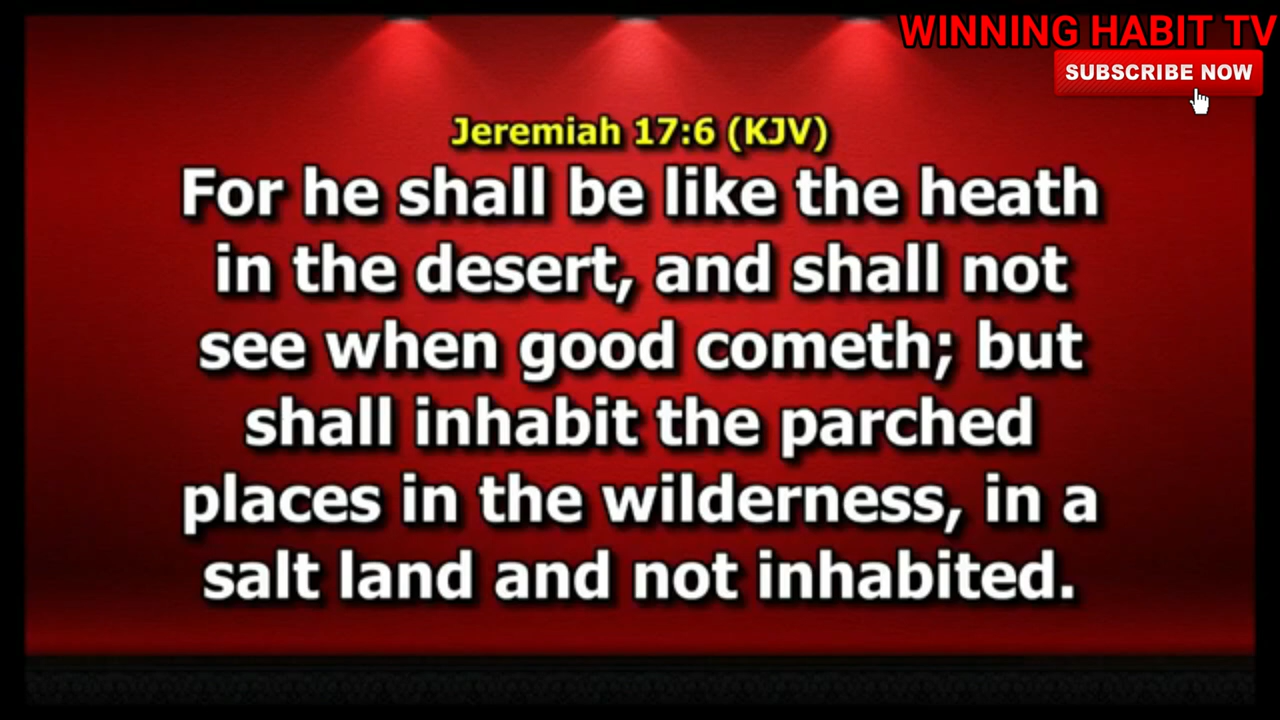 WINNING HABIT TV
SUBSCRIBE NOW
Jeremiah 17:6 (KJV)
For he shall be like the heath
in the desert, and shall not
see when good cometh; but
shall inhabit the parched
places in the wilderness, in a
salt land and not inhabited.